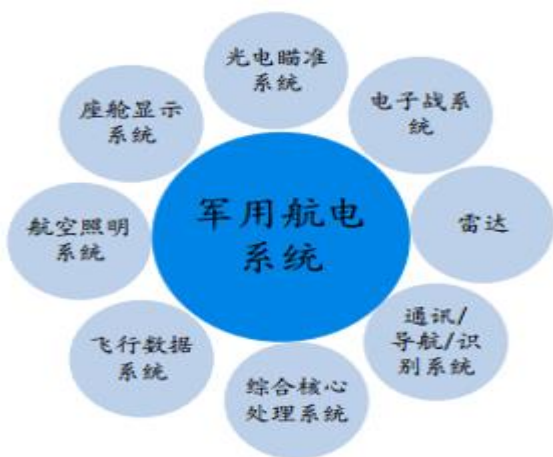 光电瞄准
系统
电子战系
统
雷达
通讯/
导航/识
别系统
综合核心
处理系统
飞行数据
系统
航空照明
系统
座舱显示
系统
军用航电
系统